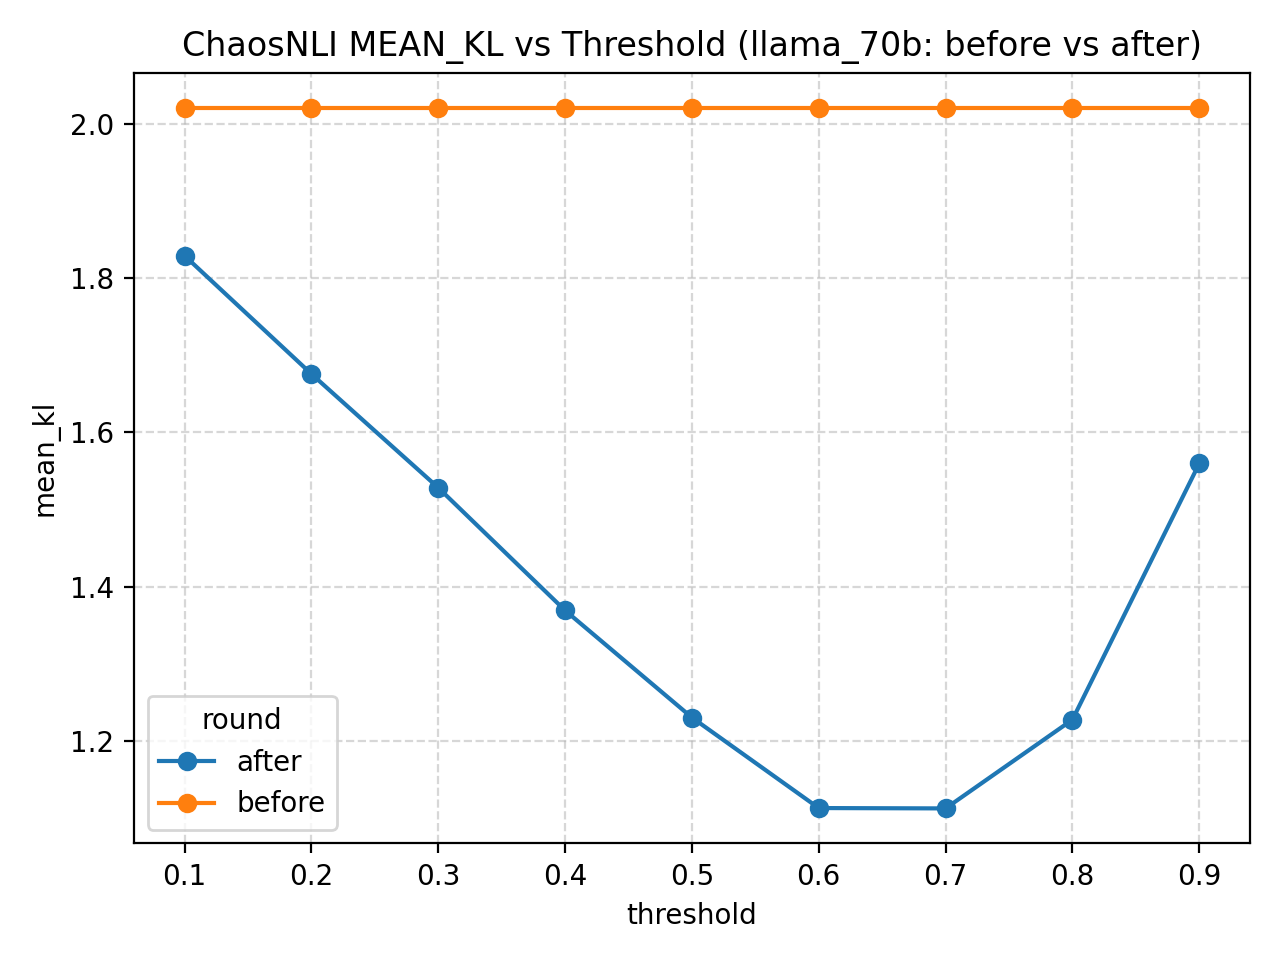 ChaosNLI MEAN_KL vs Threshold (llama_70b: before vs after)
2.0
1.8
1.6
1.4
1.2
mean_kl
round
after
before
0.1 0.2 0.3 0.4 0.5 0.6 0.7 0.8 0.9
threshold